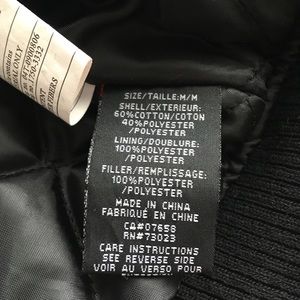 SIZE/TAILLE:M/M
SHELL/EXTERIEUR:
60%COTTON/COTON
40%POLYESTER
/POLYESTER
LINING/DOUBLURE:
100%POLYESTER
/POLYESTER
FILLER/REMPLISSAGE:
100%POLYESTER
/POLYESTER
MADE IN CHINA
FABRIQUÉ EN CHINE
CA#07658
RN#73023
CARE INSTRUCTIONS
SEE REVERSE SIDE
VOIR AU VERSO POUR